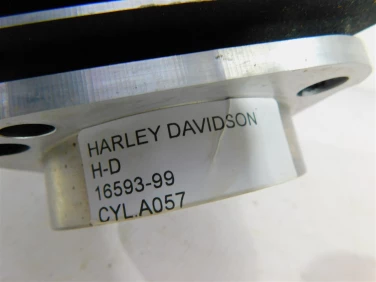 HARLEY DAVIDSON
H-D
16593-99
CYL.A057